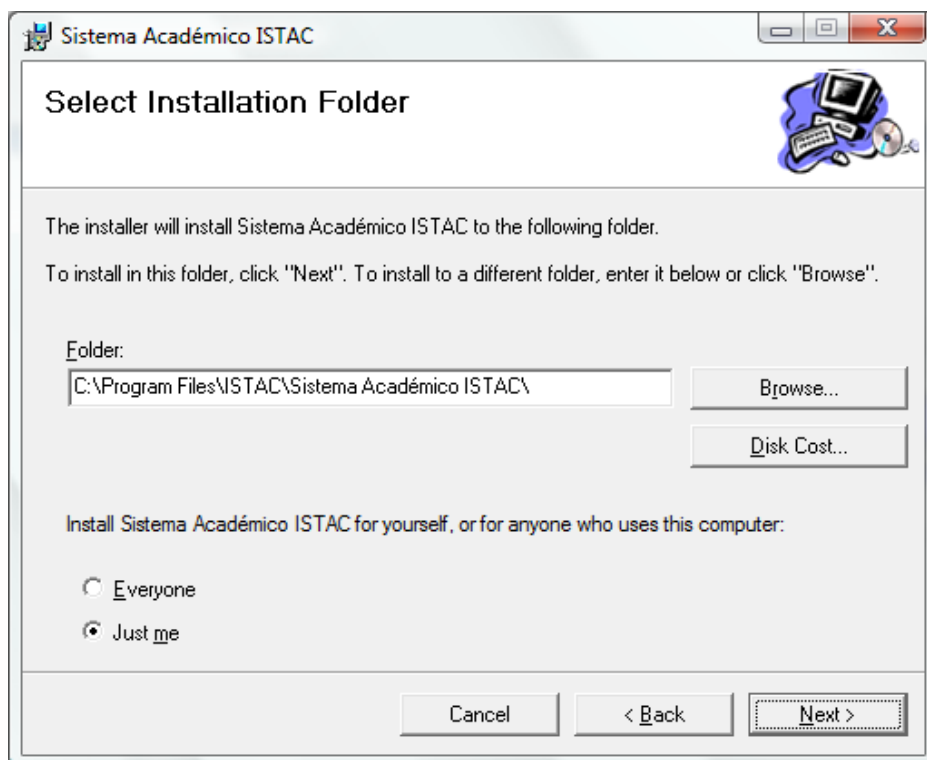 Sistema Académico ISTAC
Select Installation Folder
The installer will install Sistema Académico ISTAC to the following folder.
To install in this folder, click "Next". To install to a different folder, enter it below or click "Browse".
Folder:
C:\Program Files\ISTAC\Sistema Académico ISTAC\
Browse...
Disk Cost...
Install Sistema Académico ISTAC for yourself, or for anyone who uses this computer:
Everyone
Just me
Cancel
< Back
Next >